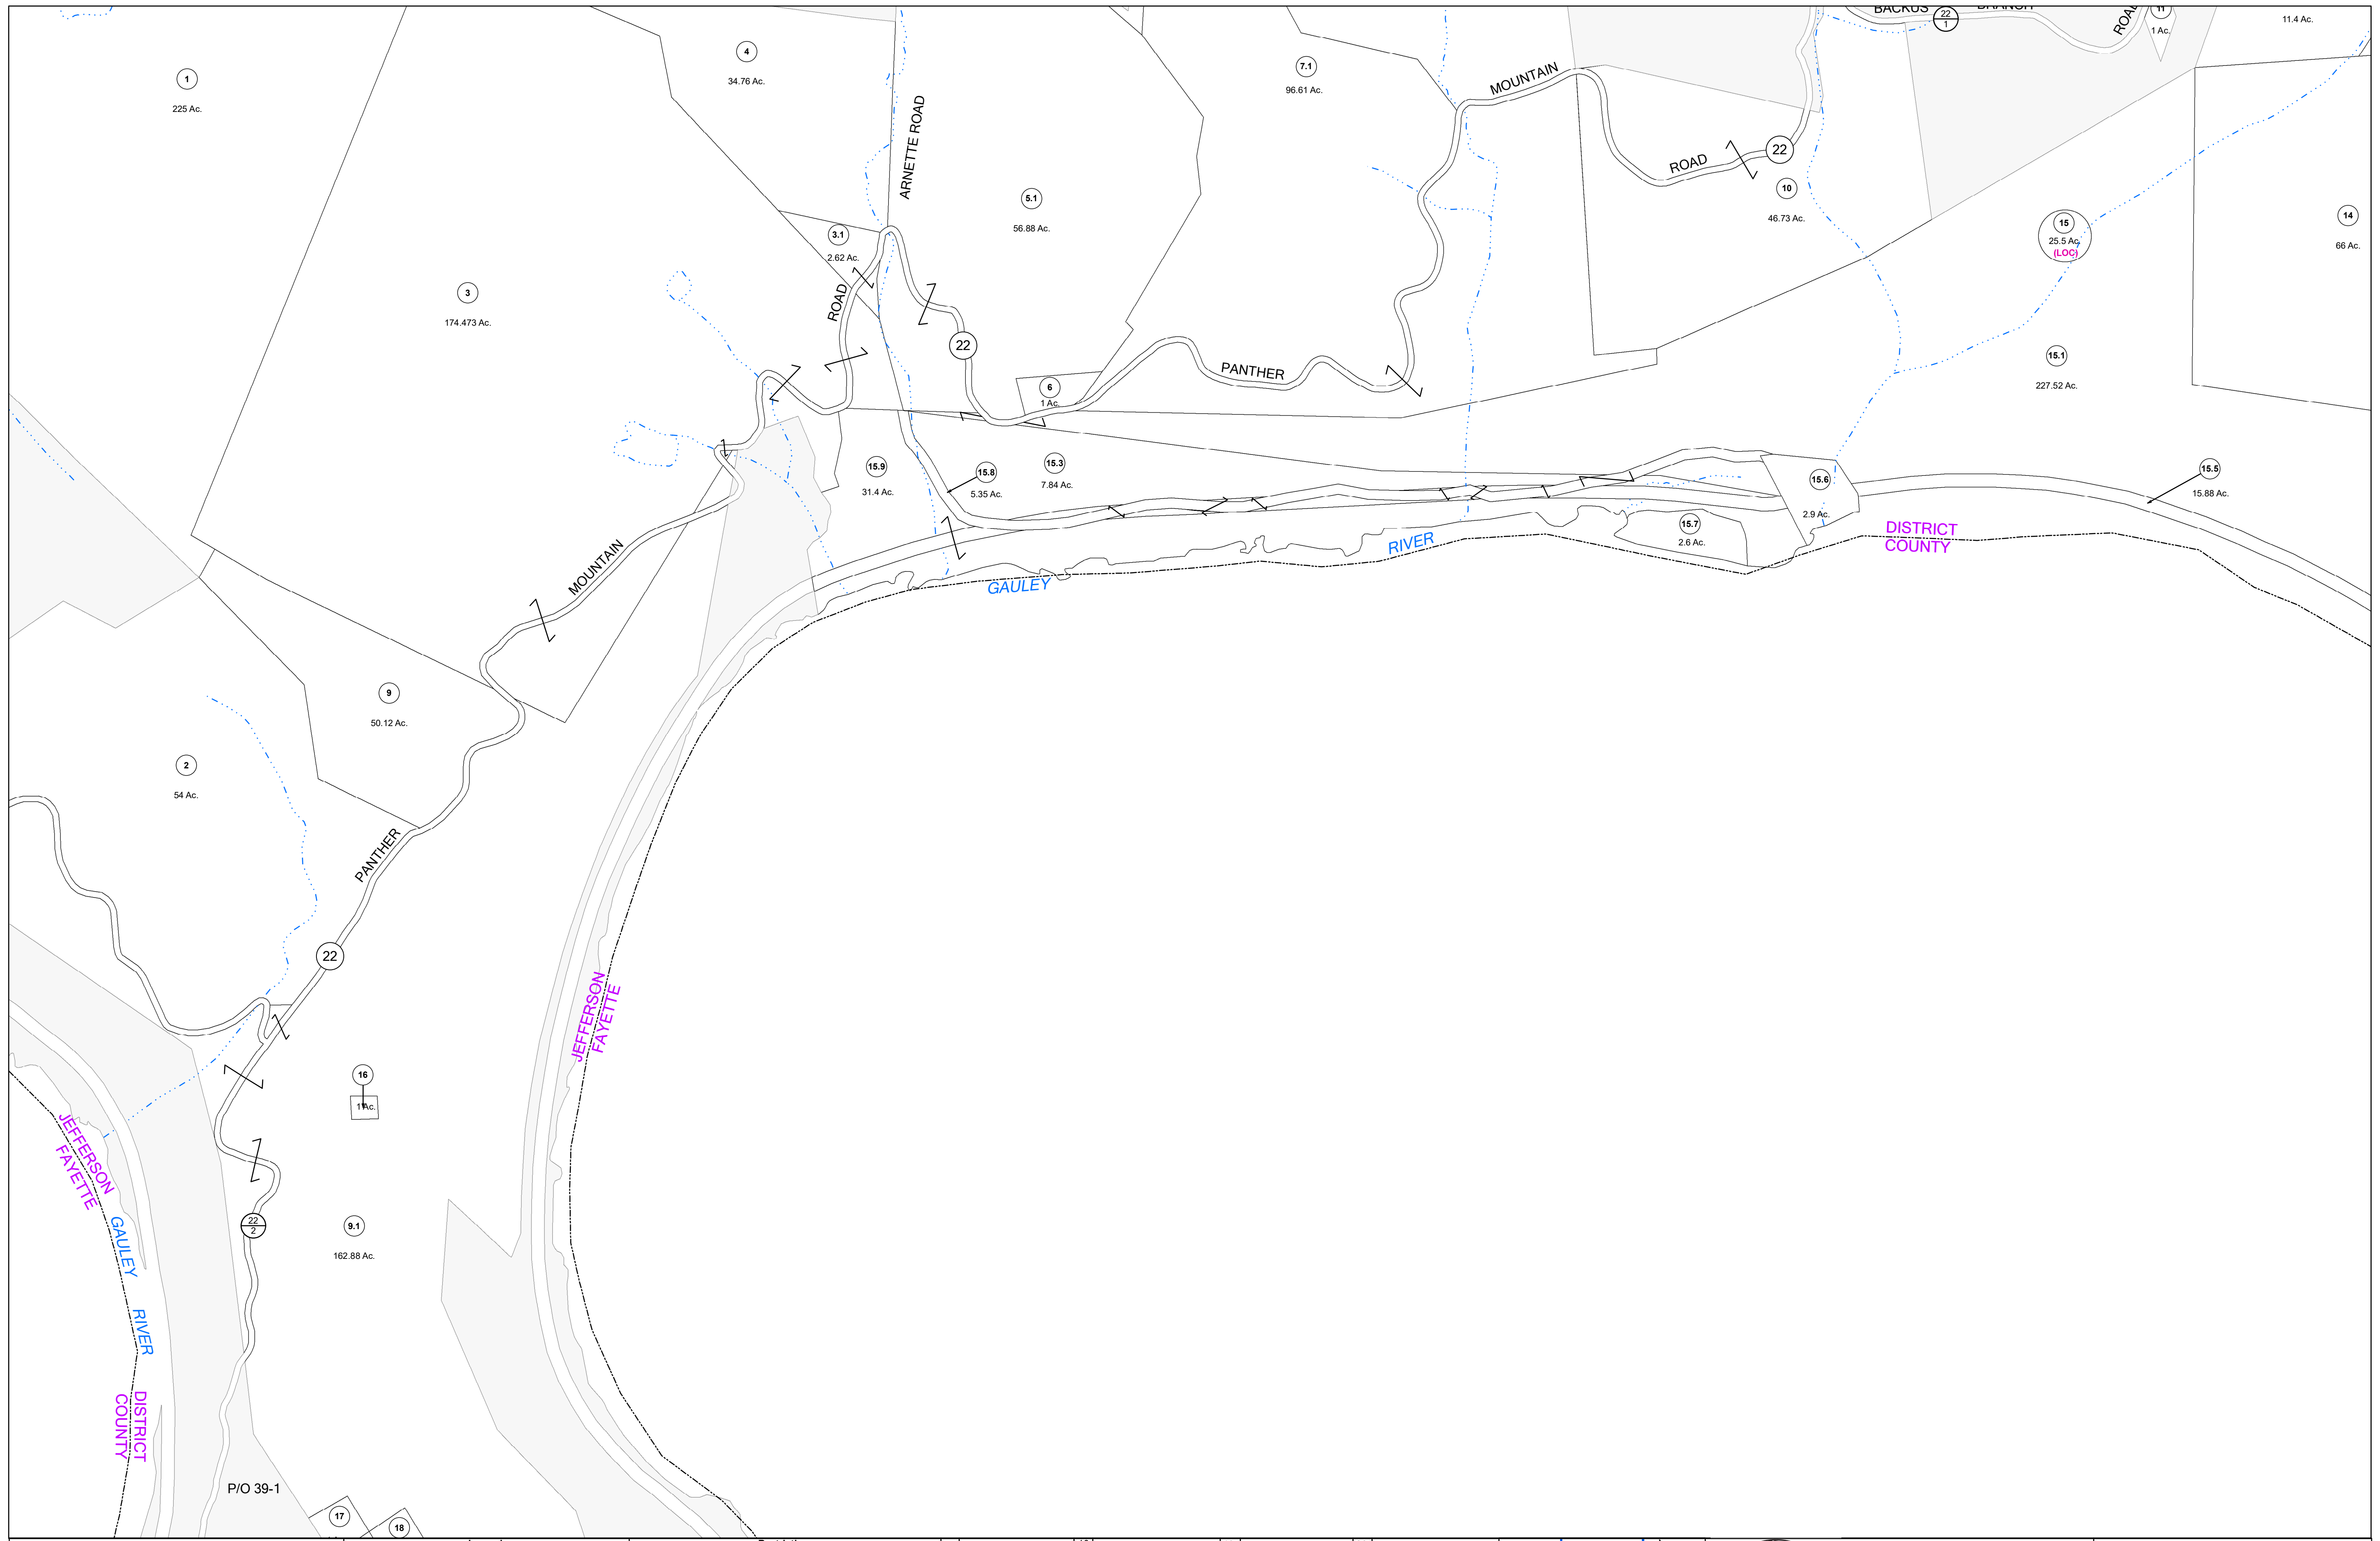 BACKUS
BRANCH
ROAD
22
1
11
1 Ac.
11.4 Ac.
1
225 Ac.
4
34.76 Ac.
ARNETTE ROAD
7.1
96.61 Ac.
MOUNTAIN
ROAD
22
10
46.73 Ac.
5.1
56.88 Ac.
15
25.5 Ac.
(LOC)
14
66 Ac.
3.1
2.62 Ac.
ROAD
3
174.473 Ac.
22
PANTHER
15.1
227.52 Ac.
6
1 Ac.
15.9
31.4 Ac.
15.8
5.35 Ac.
15.3
7.84 Ac.
15.6
2.9 Ac.
15.5
15.88 Ac.
15.7
2.6 Ac.
DISTRICT
COUNTY
RIVER
GAULEY
MOUNTAIN
9
50.12 Ac.
2
54 Ac.
PANTHER
22
JEFFERSON
FAYETTE
16
1 Ac.
JEFFERSON
FAYETTE
GAULEY
RIVER
22
2
9.1
162.88 Ac.
DISTRICT
COUNTY
P/O 39-1
17
18